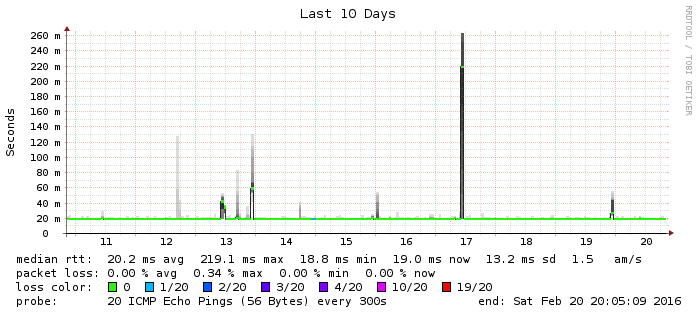 Last 10 Days
RRDTOOL / TOBI OETIKER
Seconds
260 m
240 m
220 m
200 m
180 m
160 m
140 m
120 m
100 m
80 m
60 m
40 m
20 m
0
11 12 13 14 15 16 17 18 19 20
median rtt: 20.2 ms avg 219.1 ms max 18.8 ms min 19.0 ms now 13.2 ms sd 1.5 am/s
packet loss: 0.00 % avg 0.34 % max 0.00 % min 0.00 % now
loss color: 0 1/20 2/20 3/20 4/20 10/20 19/20
probe: 20 ICMP Echo Pings (56 Bytes) every 300s end: Sat Feb 20 20:05:09 2016